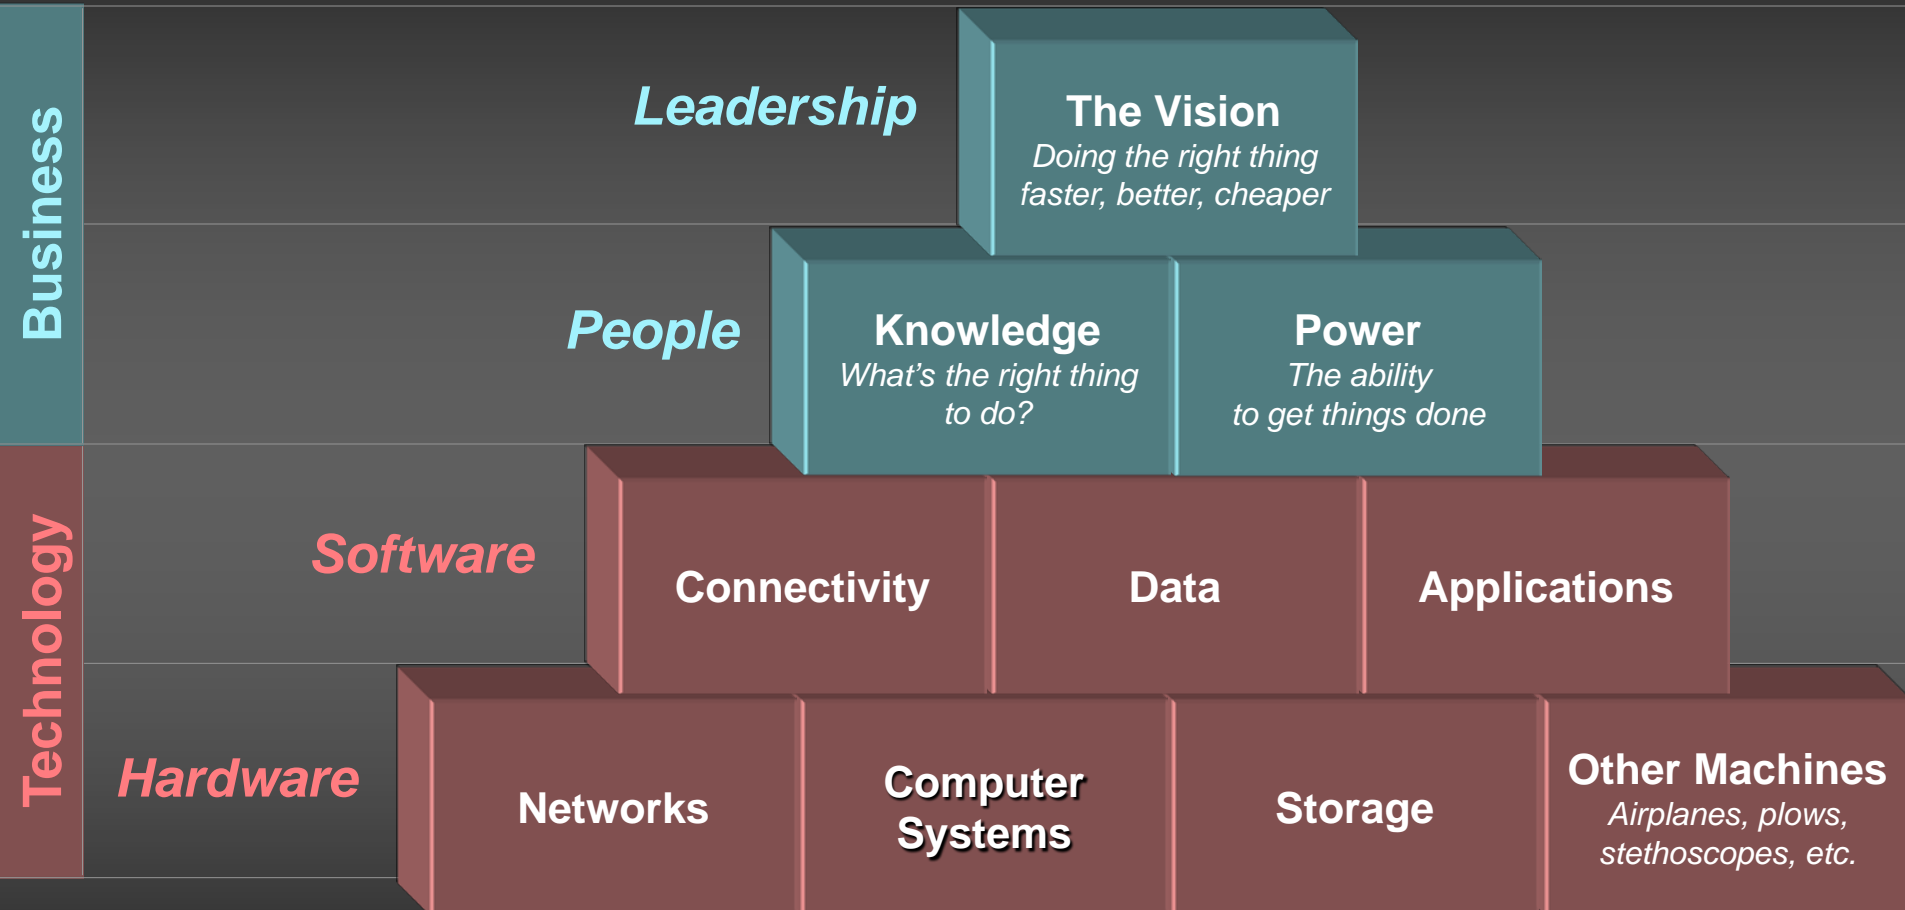 Business
Leadership
The Vision
Doing the right thing
faster, better, cheaper
People
Knowledge
What’s the right thing
to do?
Power
The ability
to get things done
Technology
Software
Connectivity
Data
Applications
Hardware
Networks
Computer
Systems
Storage
Other Machines
Airplanes, plows,
stethoscopes, etc.